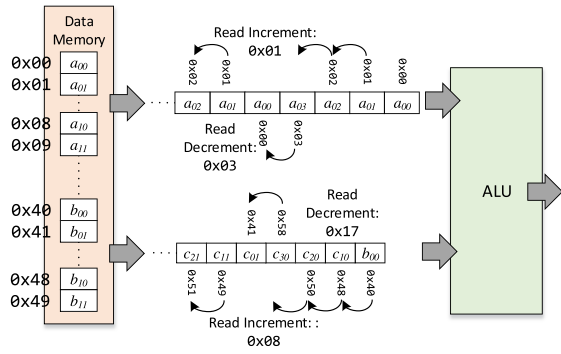 Data
Memory
0x00 a00
0x01 a01
0x08 a10
0x09 a11
0x40 b00
0x41 b01
0x48 b10
0x49 b11
Read Increment:
0x01
0x02 0x01 0x02 0x01 0x00
a02 a01 a00 a03 a02 a01 a00
0x00 0x03
Read
Decrement:
0x03
Read
Decrement:
0x17
0x41 0x58
c21 c11 c01 c30 c20 c10 b00
0x51 0x49 0x50 0x48 0x40
Read Increment: :
0x08
ALU